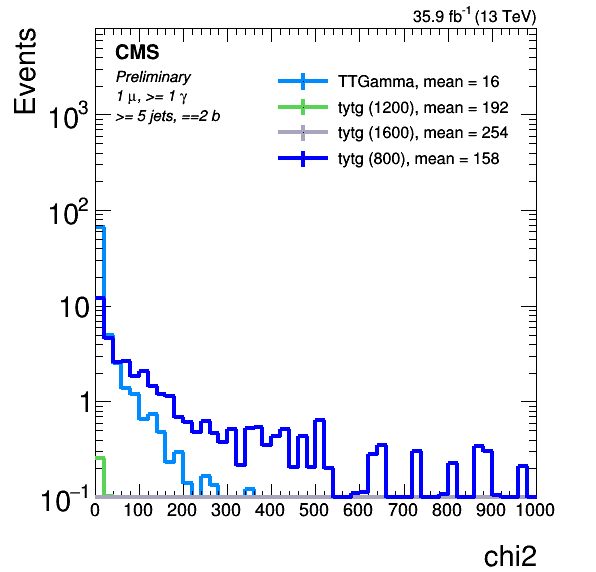 35.9 fb⁻¹ (13 TeV)
Events
CMS
Preliminary
1 μ, >= 1 γ
>= 5 jets, ==2 b
TTGamma, mean = 16
tytg (1200), mean = 192
tytg (1600), mean = 254
tytg (800), mean = 158
10³
10²
10
1
10⁻¹
0 100 200 300 400 500 600 700 800 900 1000
chi2